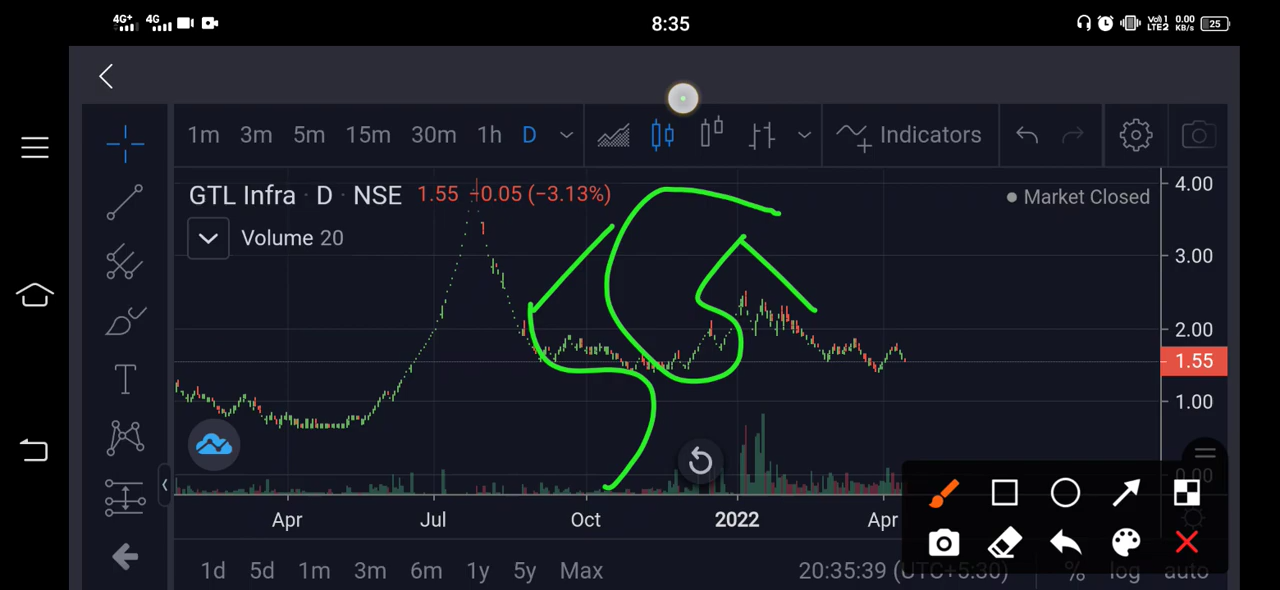 4G+ 4G 8:35 Vol) 1 LTE2 0.00 KB/s 25
1m 3m 5m 15m 30m 1h D Indicators
GTL Infra · D · NSE 1.55 −0.05 (−3.13%) Market Closed
Volume 20
4.00
3.00
2.00
1.55
1.00
0.00
Apr Jul Oct 2022 Apr
1d 5d 1m 3m 6m 1y 5y Max 20:35:39 (UTC+5:30) % log auto